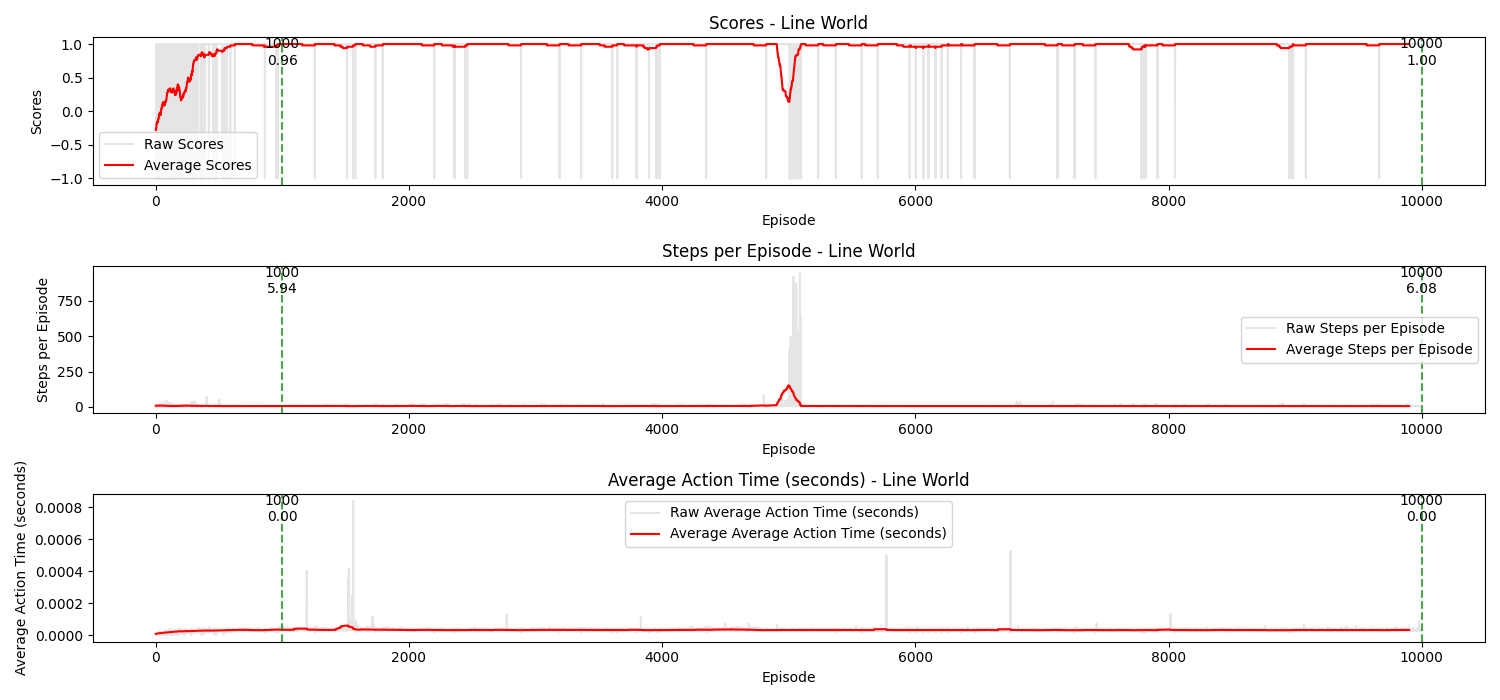 Scores - Line World
1.0
0.5
0.0
−0.5
−1.0
Scores
1000
0.96
10000
1.00
Raw Scores
Average Scores
0 2000 4000 6000 8000 10000
Episode
Steps per Episode - Line World
750
500
250
0
Steps per Episode
1000
5.94
10000
6.08
Raw Steps per Episode
Average Steps per Episode
0 2000 4000 6000 8000 10000
Episode
Average Action Time (seconds) - Line World
0.0008
0.0006
0.0004
0.0002
0.0000
Average Action Time (seconds)
1000
0.00
10000
0.00
Raw Average Action Time (seconds)
Average Average Action Time (seconds)
0 2000 4000 6000 8000 10000
Episode